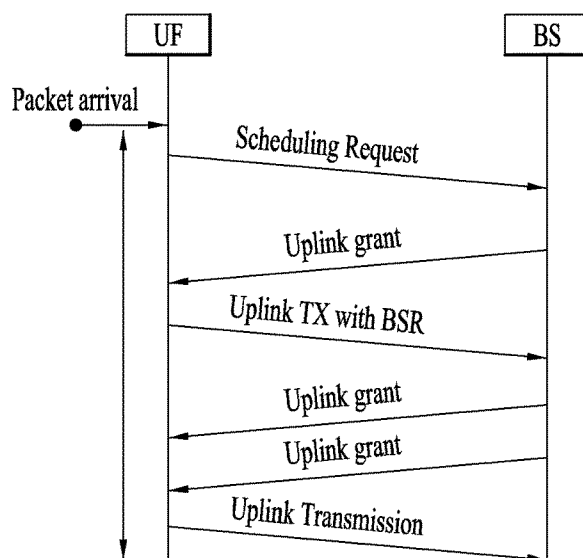 UF
BS
Packet arrival
Scheduling Request
Uplink grant
Uplink TX with BSR
Uplink grant
Uplink grant
Uplink Transmission